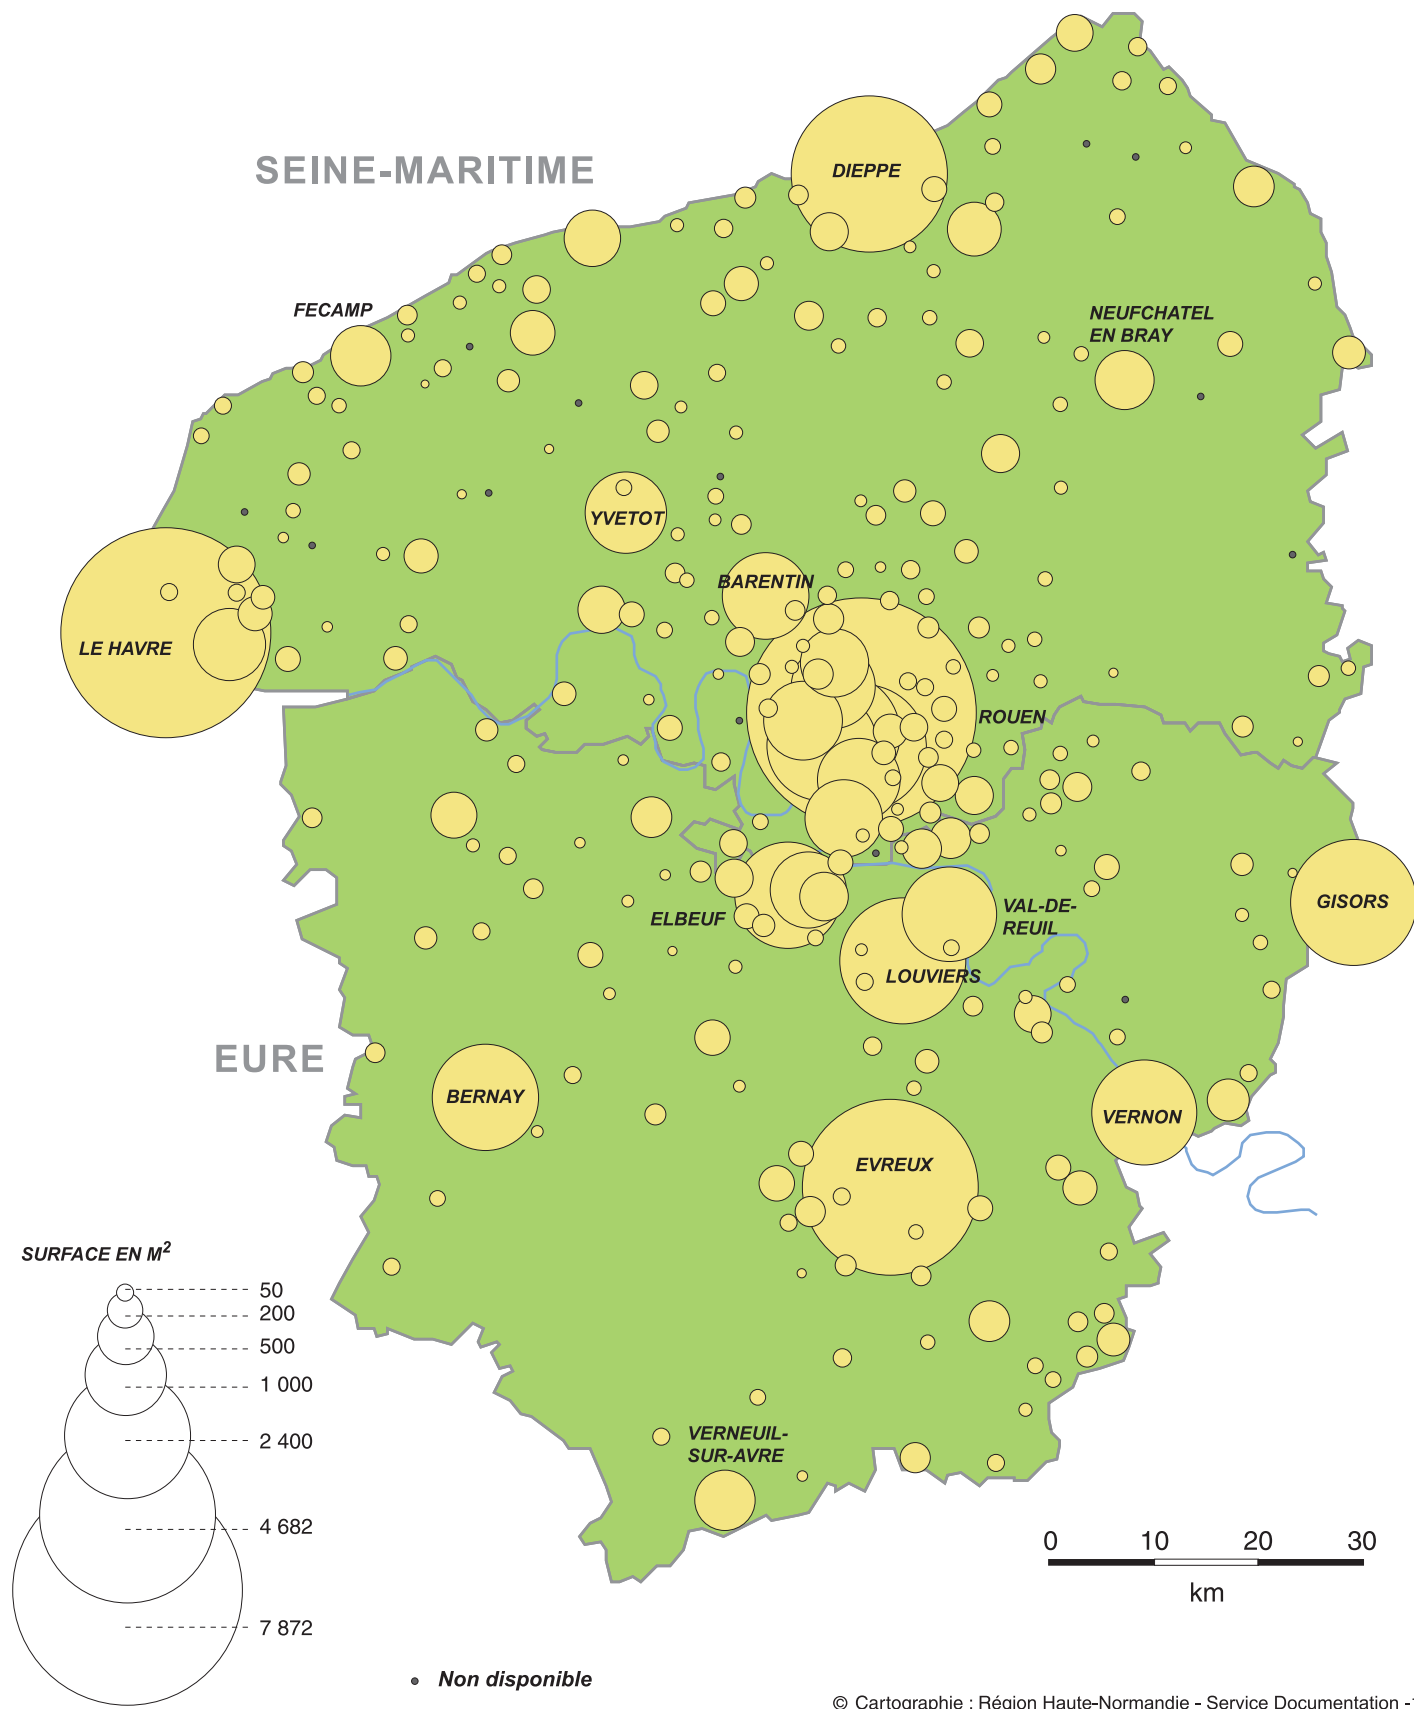 SEINE-MARITIME
DIEPPE
FECAMP
NEUFCHATEL
EN BRAY
YVETOT
BARENTIN
LE HAVRE
ROUEN
GISORS
ELBEUF
VAL-DE-
REUIL
LOUVIERS
EURE
BERNAY
VERNON
EVREUX
SURFACE EN M²
50
200
500
1 000
2 400
4 682
7 872
VERNEUIL-
SUR-AVRE
0 10 20 30
km
Non disponible
© Cartographie : Région Haute-Normandie - Service Documentation -